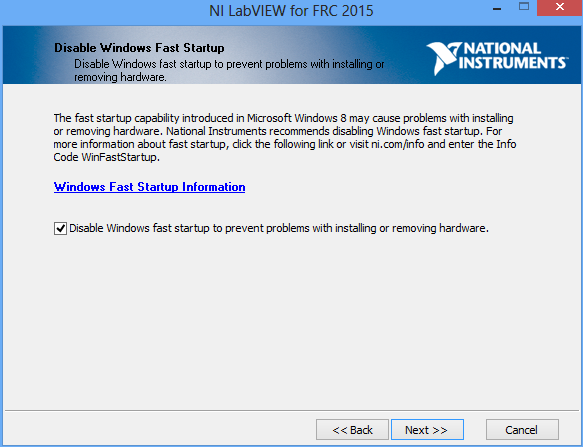 NI LabVIEW for FRC 2015
Disable Windows Fast Startup
Disable Windows fast startup to prevent problems with installing or
removing hardware.
NATIONAL
INSTRUMENTS™
The fast startup capability introduced in Microsoft Windows 8 may cause problems with installing
or removing hardware. National Instruments recommends disabling Windows fast startup. For
more information about fast startup, click the following link or visit ni.com/info and enter the Info
Code WinFastStartup.
Windows Fast Startup Information
Disable Windows fast startup to prevent problems with installing or removing hardware.
<< Back
Next >>
Cancel